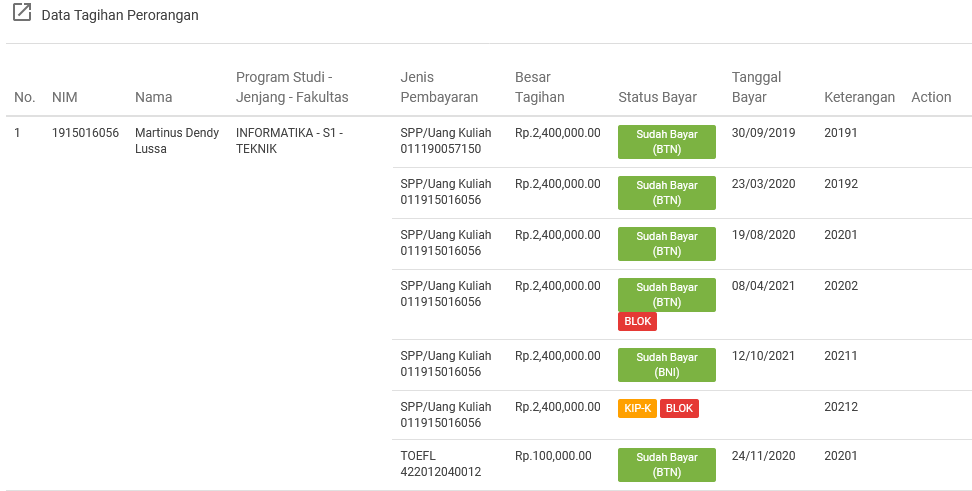 Data Tagihan Perorangan
No. NIM Nama Program Studi - Jenis Besar Status Bayar Tanggal Keterangan Action
Jenjang - Fakultas Pembayaran Tagihan Bayar
1 1915016056 Martinus Dendy INFORMATIKA - S1 - SPP/Uang Kuliah Rp.2,400,000.00 Sudah Bayar 30/09/2019 20191
Lussa TEKNIK 011190057150 (BTN)
SPP/Uang Kuliah Rp.2,400,000.00 Sudah Bayar 23/03/2020 20192
011915016056 (BTN)
SPP/Uang Kuliah Rp.2,400,000.00 Sudah Bayar 19/08/2020 20201
011915016056 (BTN)
SPP/Uang Kuliah Rp.2,400,000.00 Sudah Bayar 08/04/2021 20202
011915016056 (BTN)
BLOK
SPP/Uang Kuliah Rp.2,400,000.00 Sudah Bayar 12/10/2021 20211
011915016056 (BNI)
SPP/Uang Kuliah Rp.2,400,000.00 KIP-K BLOK 20212
011915016056
TOEFL Rp.100,000.00 Sudah Bayar 24/11/2020 20201
422012040012 (BTN)